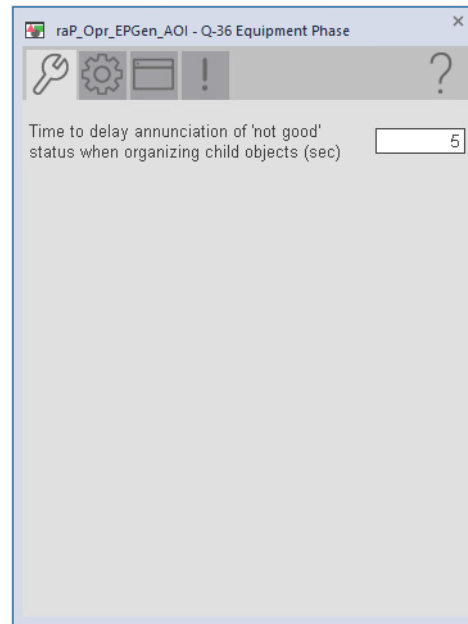 raP_Opr_EPGen_AOI - Q-36 Equipment Phase
Time to delay annunciation of 'not good'
status when organizing child objects (sec)
5